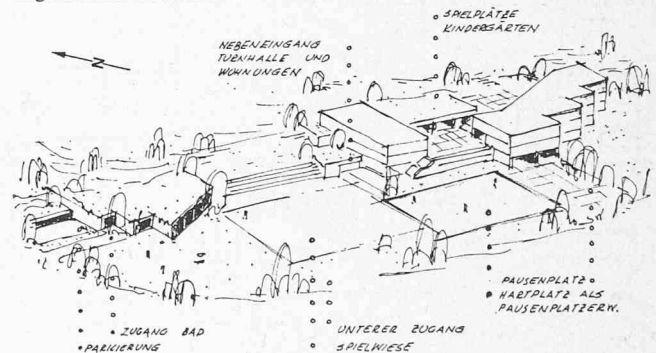 SPIELPLÄTZE
KINDERGÄRTEN
NEBENEINGANG
TURNHALLE UND
WOHNUNGEN
N
PAUSENPLATZ
HARTPLATZ ALS
PAUSENPLATZERW.
ZUGANG BAD
PARKIERUNG
UNTERER ZUGANG
SPIELWIESE